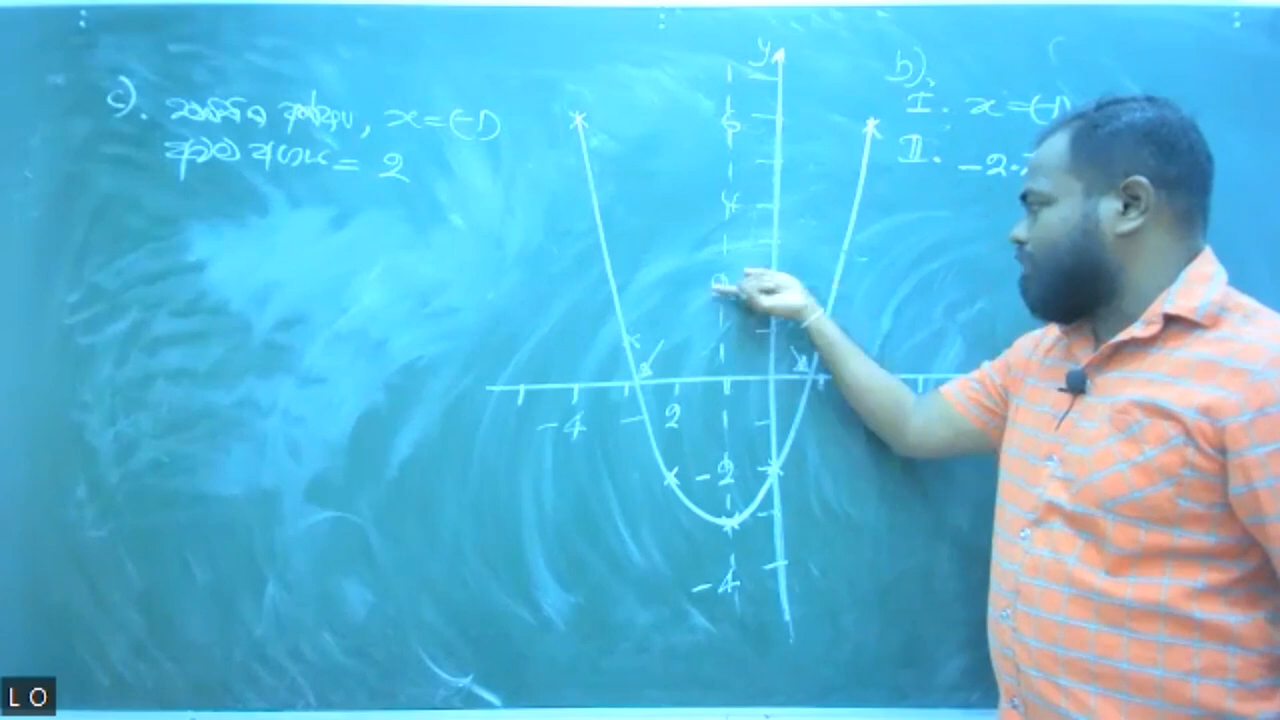 c). සමමිති අක්ෂය, x = (-1)
අවම අගය = 2
y
6
4
2
-4
2
-2
-4
b).
I. x = (-1)
II. -2.
L O